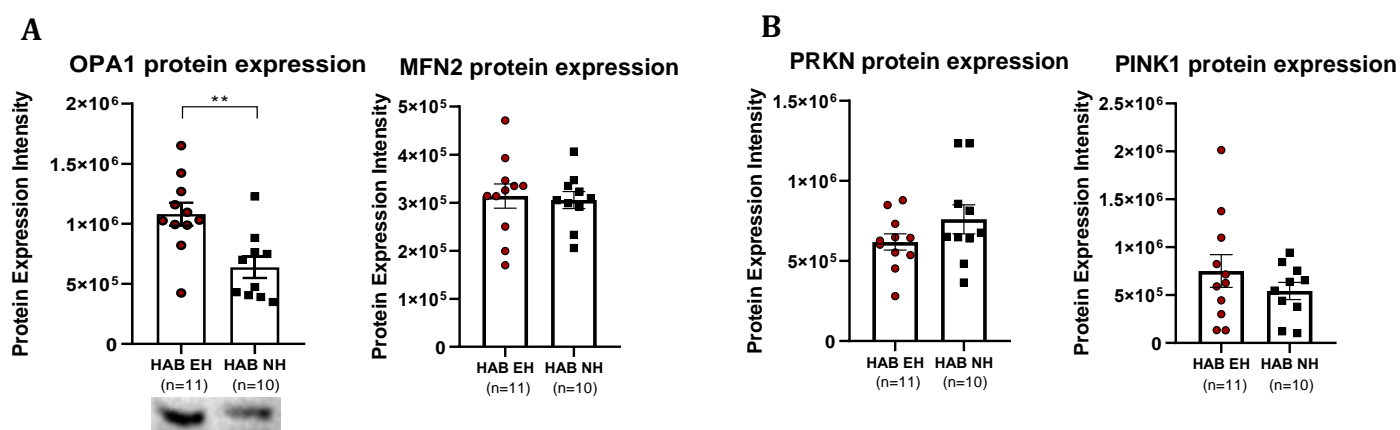 A
OPA1 protein expression
Protein Expression Intensity
2×10⁶
1.5×10⁶
1×10⁶
5×10⁵
0
**
HAB EH
(n=11)
HAB NH
(n=10)
MFN2 protein expression
Protein Expression Intensity
5×10⁵
4×10⁵
3×10⁵
2×10⁵
1×10⁵
0
HAB EH
(n=11)
HAB NH
(n=10)
B
PRKN protein expression
Protein Expression Intensity
1.5×10⁶
1×10⁶
5×10⁵
0
HAB EH
(n=11)
HAB NH
(n=10)
PINK1 protein expression
Protein Expression Intensity
2.5×10⁶
2×10⁶
1.5×10⁶
1×10⁶
5×10⁵
0
HAB EH
(n=11)
HAB NH
(n=10)